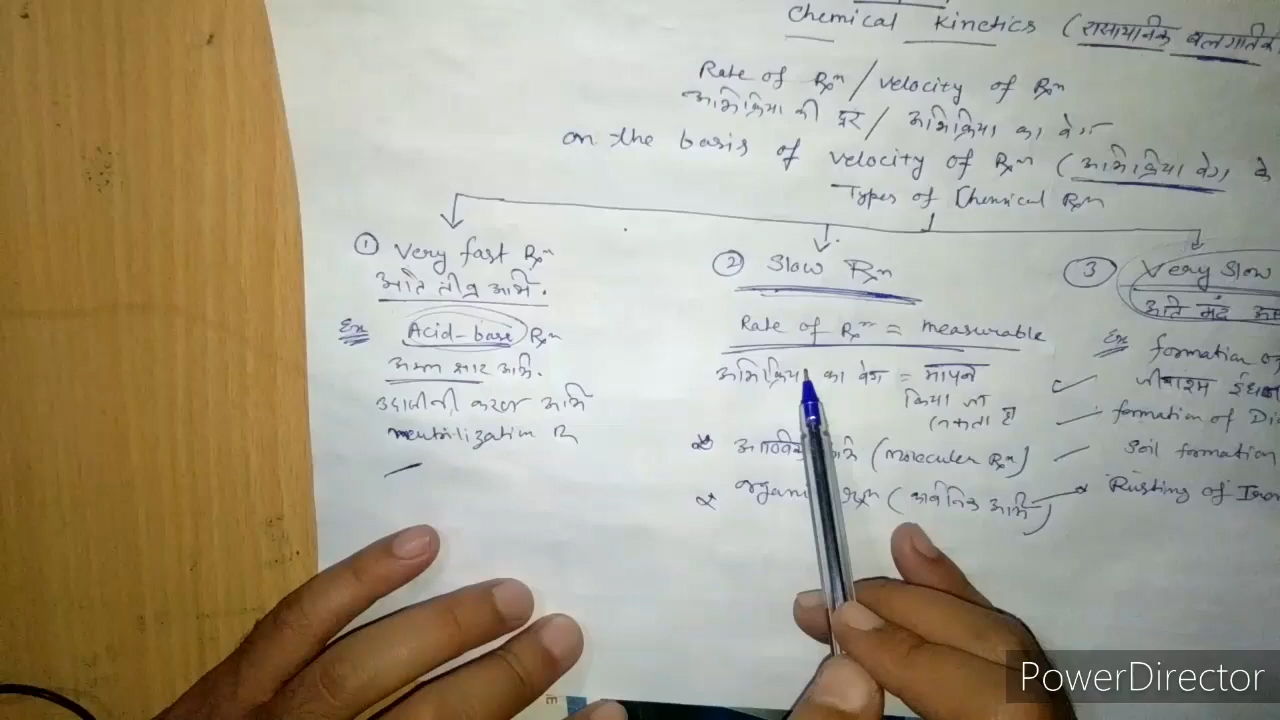 Chemical Kinetics (रासायनिक बलगतिक
Rate of Rxn / velocity of Rxn
अभिक्रिया की दर / अभिक्रिया का वेग
on the basis of velocity of Rxn (अभिक्रिया वेग के
Types of Chemical Rxn
① Very fast Rxn
अति तीव्र अभि.
Ex Acid-base Rxn
अम्ल क्षार अभि.
उदासीनीकरण अभि
neutrilization R
② Slow Rxn
Rate of Rxn = measurable
अभिक्रिया का वेग = मापने
किया जा
सकता है
आण्विक अभि (Moleculer Rxn)
Organic Rxn (कार्बनिक अभि)
③ Very Slow
अति मंद अ
Ex formation of
जीवाश्म ईंधन
formation of Di
Soil formation
Rusting of Iron
PowerDirector